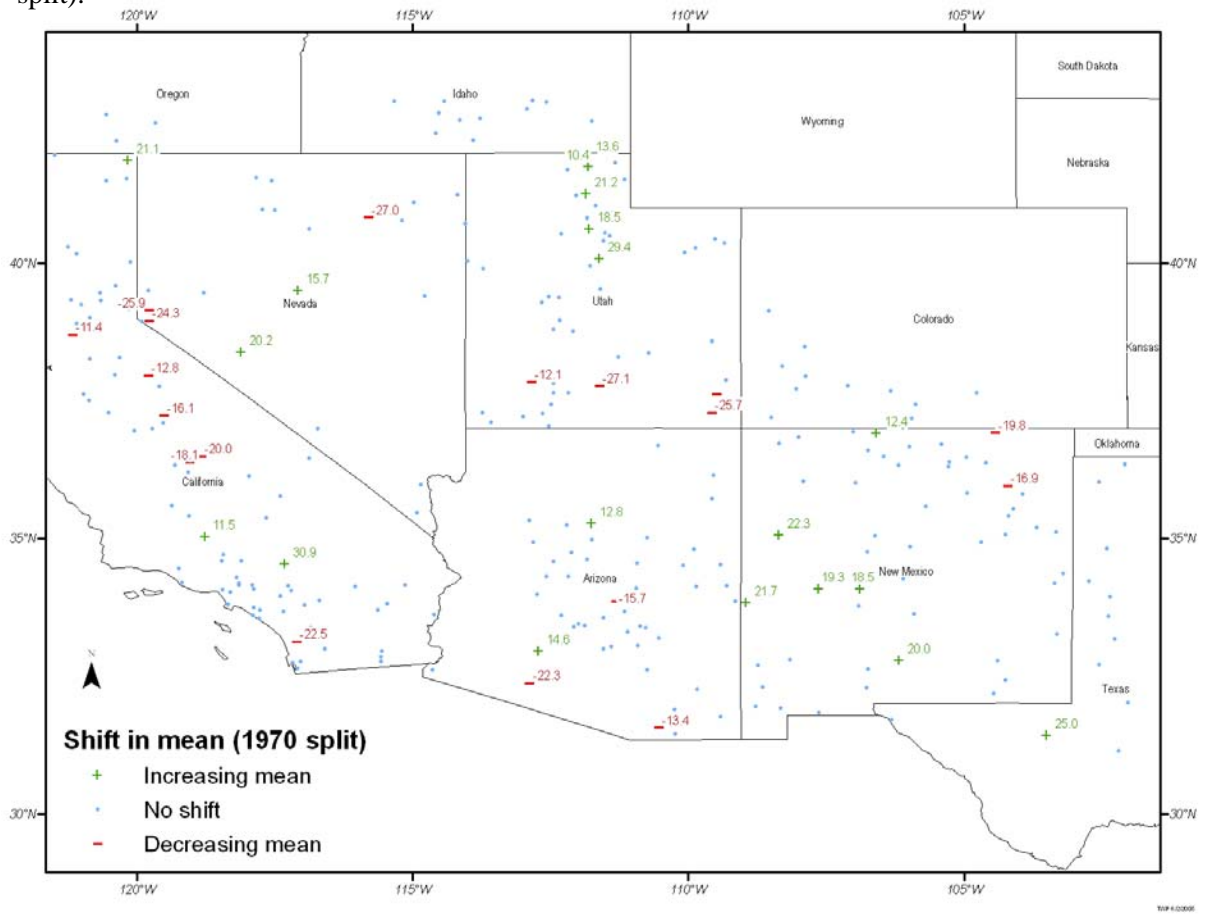 split).
120°W 115°W 110°W 105°W
South Dakota
Oregon Idaho
Wyoming
Nebraska
21.1
10.4 13.6
21.2
-27.0
18.5
29.4
40°N 40°N
15.7
Nevada
Utah
-25.9
-24.3
Colorado
-11.4
20.2
Kansas
-12.8
-12.1 -27.1
-25.7
-16.1
12.4 -19.8
Oklahoma
-18.1 -20.0
California
-16.9
11.5
12.8
22.3
35°N 35°N
30.9
Arizona
New Mexico
19.3 18.5
-15.7
21.7
-22.5
14.6
20.0
-22.3
Texas
N
-13.4
25.0
Shift in mean (1970 split)
Increasing mean
No shift
Decreasing mean
30°N 30°N
120°W 115°W 110°W 105°W